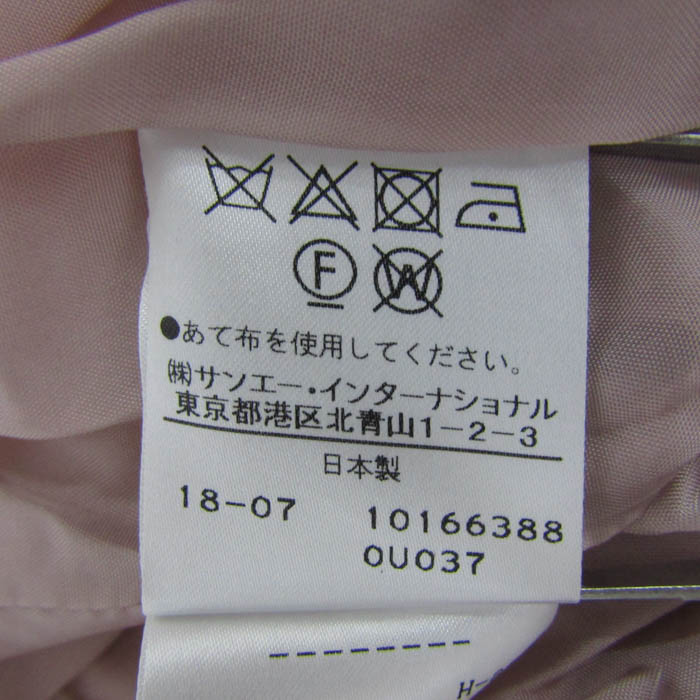 F W
●あて布を使用してください。
㈱サンエー・インターナショナル
東京都港区北青山1-2-3
日本製
18-07 10166388
0U037
--------